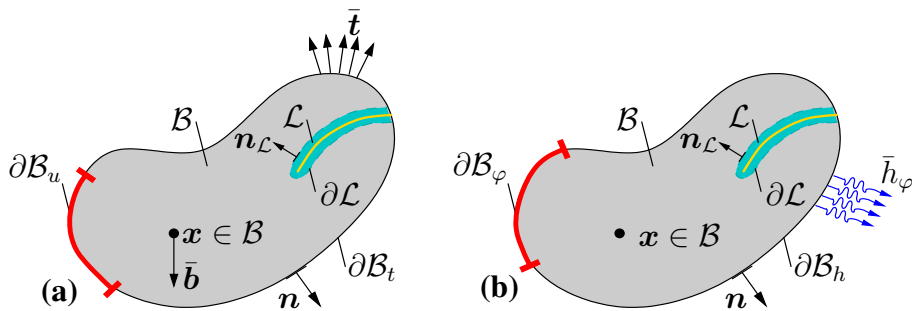 t̄
ℬ
ℒ
n_ℒ
∂ℬ_u
∂ℒ
x ∈ ℬ
b̄
∂ℬ_t
(a)
n
ℬ
ℒ
n_ℒ
∂ℬ_φ
∂ℒ
h̄_φ
x ∈ ℬ
∂ℬ_h
(b)
n